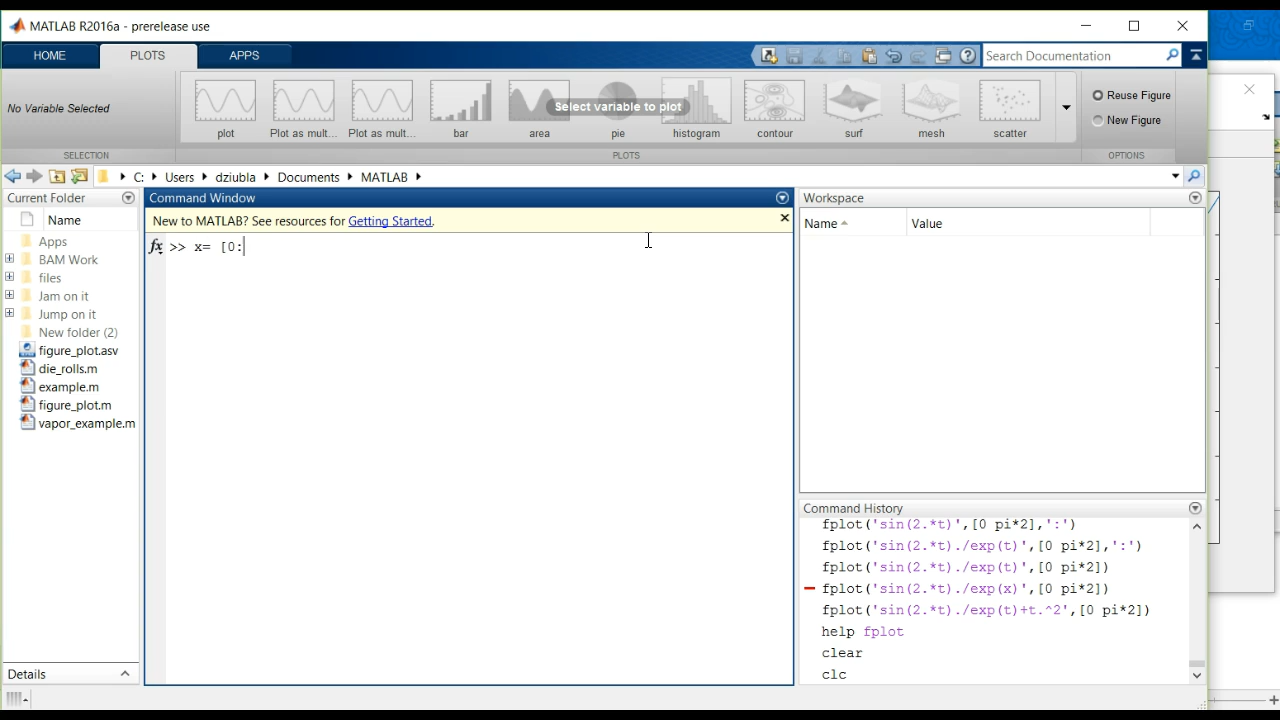 MATLAB R2016a - prerelease use
HOME PLOTS APPS
Search Documentation
No Variable Selected
Select variable to plot
plot Plot as mult... Plot as mult... bar area pie histogram contour surf mesh scatter
Reuse Figure
New Figure
SELECTION PLOTS OPTIONS
C: Users dziubla Documents MATLAB
Current Folder
Name
Apps
BAM Work
files
Jam on it
Jump on it
New folder (2)
figure_plot.asv
die_rolls.m
example.m
figure_plot.m
vapor_example.m
Details
Command Window
New to MATLAB? See resources for Getting Started.
fx >> x= [0:
Workspace
Name Value
Command History
fplot('sin(2.*t)',[0 pi*2],':')
fplot('sin(2.*t)./exp(t)',[0 pi*2],':')
fplot('sin(2.*t)./exp(t)',[0 pi*2])
fplot('sin(2.*t)./exp(x)',[0 pi*2])
fplot('sin(2.*t)./exp(t)+t.^2',[0 pi*2])
help fplot
clear
clc